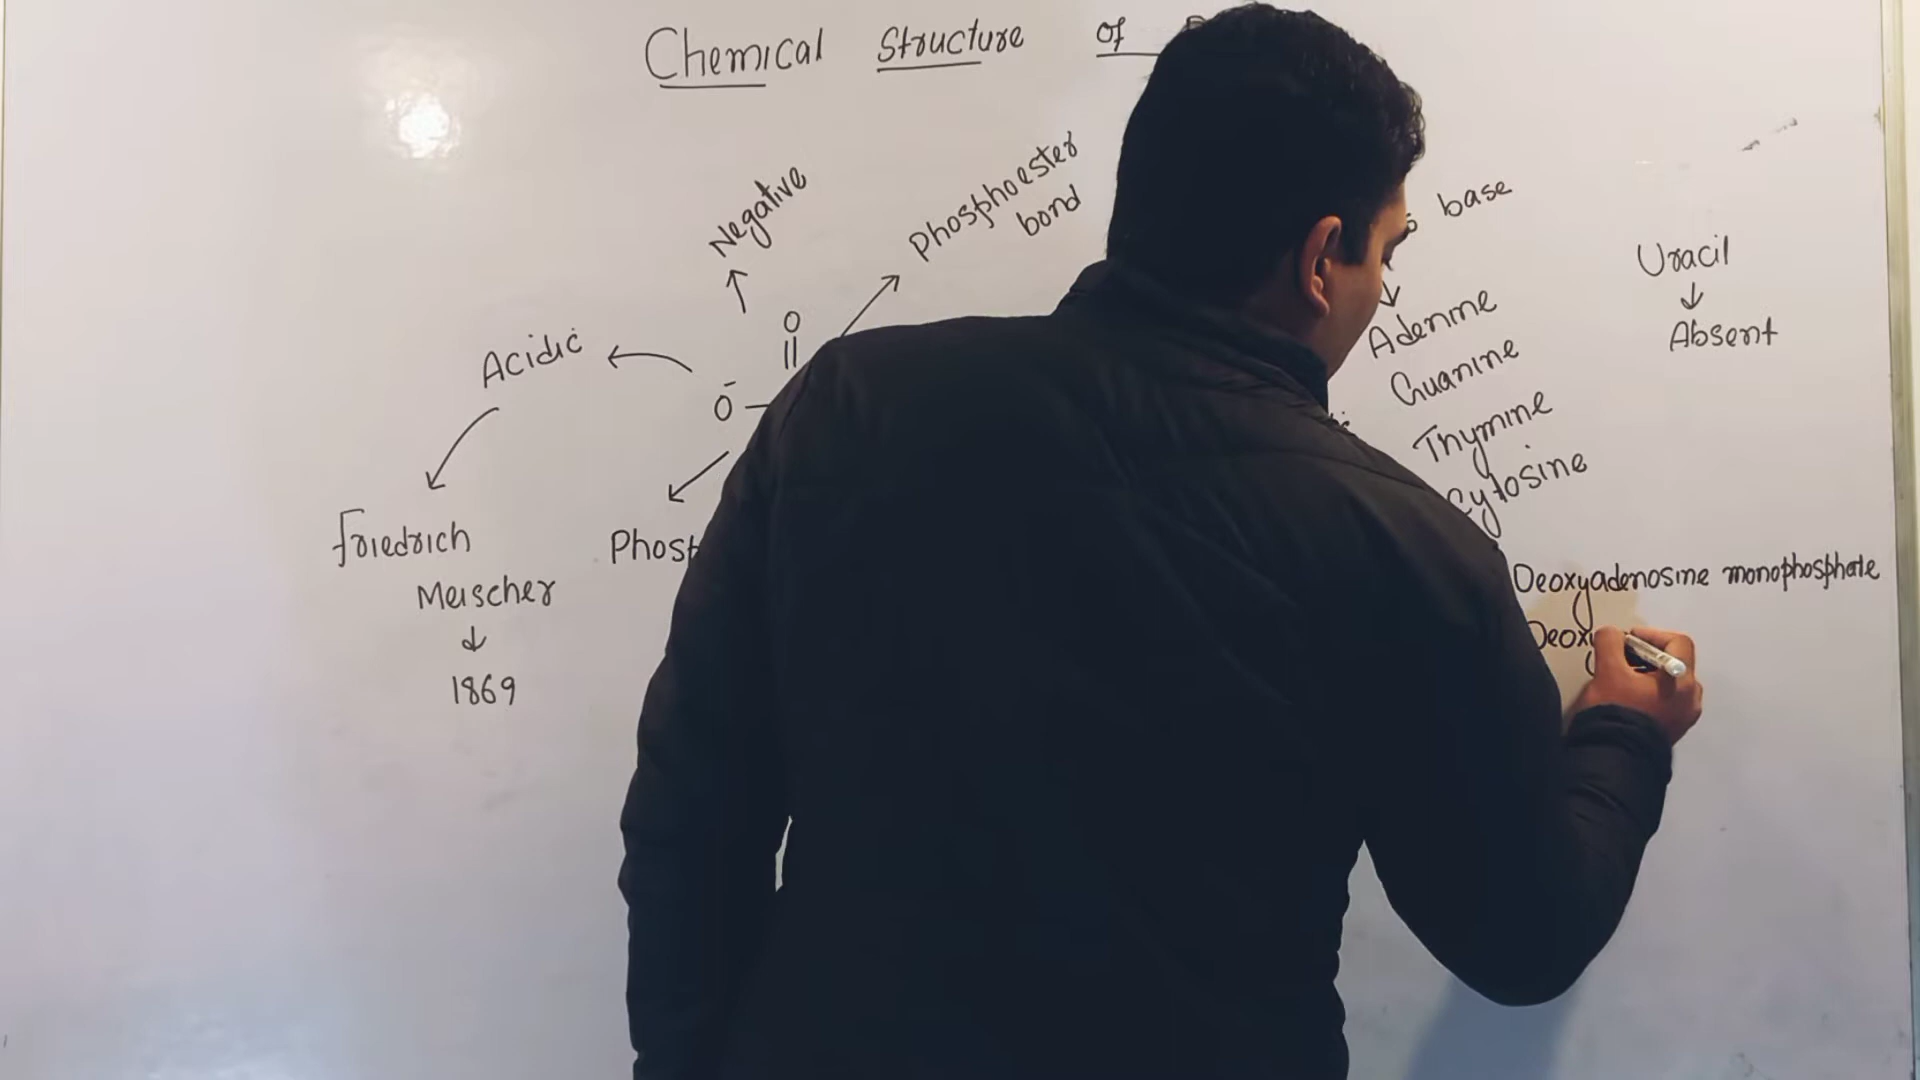 Chemical Structure of
Negative
Phosphoester
bond
base
Uracil
↓
Absent
Adenine
Guanine
Thymine
Cytosine
Acidic
O
||
O⁻ –
Friedrich
Meischer
↓
1869
Deoxyadenosine monophosphate